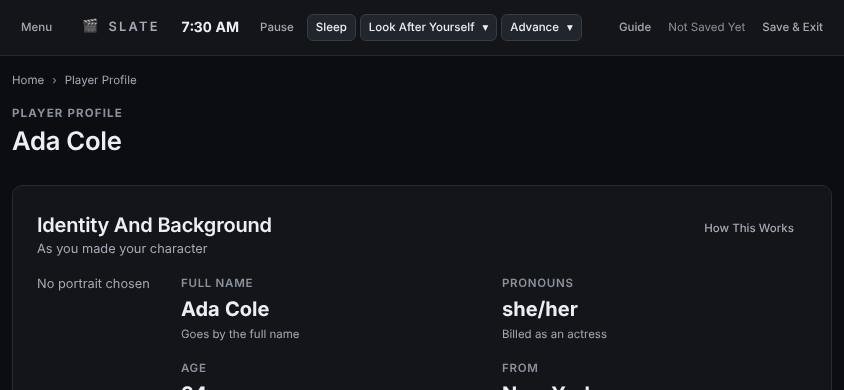 Menu
SLATE
7:30 AM
Pause
Sleep
Look After Yourself
Advance
Guide
Not Saved Yet
Save & Exit
Home › Player Profile
PLAYER PROFILE
Ada Cole
Identity And Background
How This Works
As you made your character
No portrait chosen
FULL NAME
Ada Cole
Goes by the full name
PRONOUNS
she/her
Billed as an actress
AGE
FROM